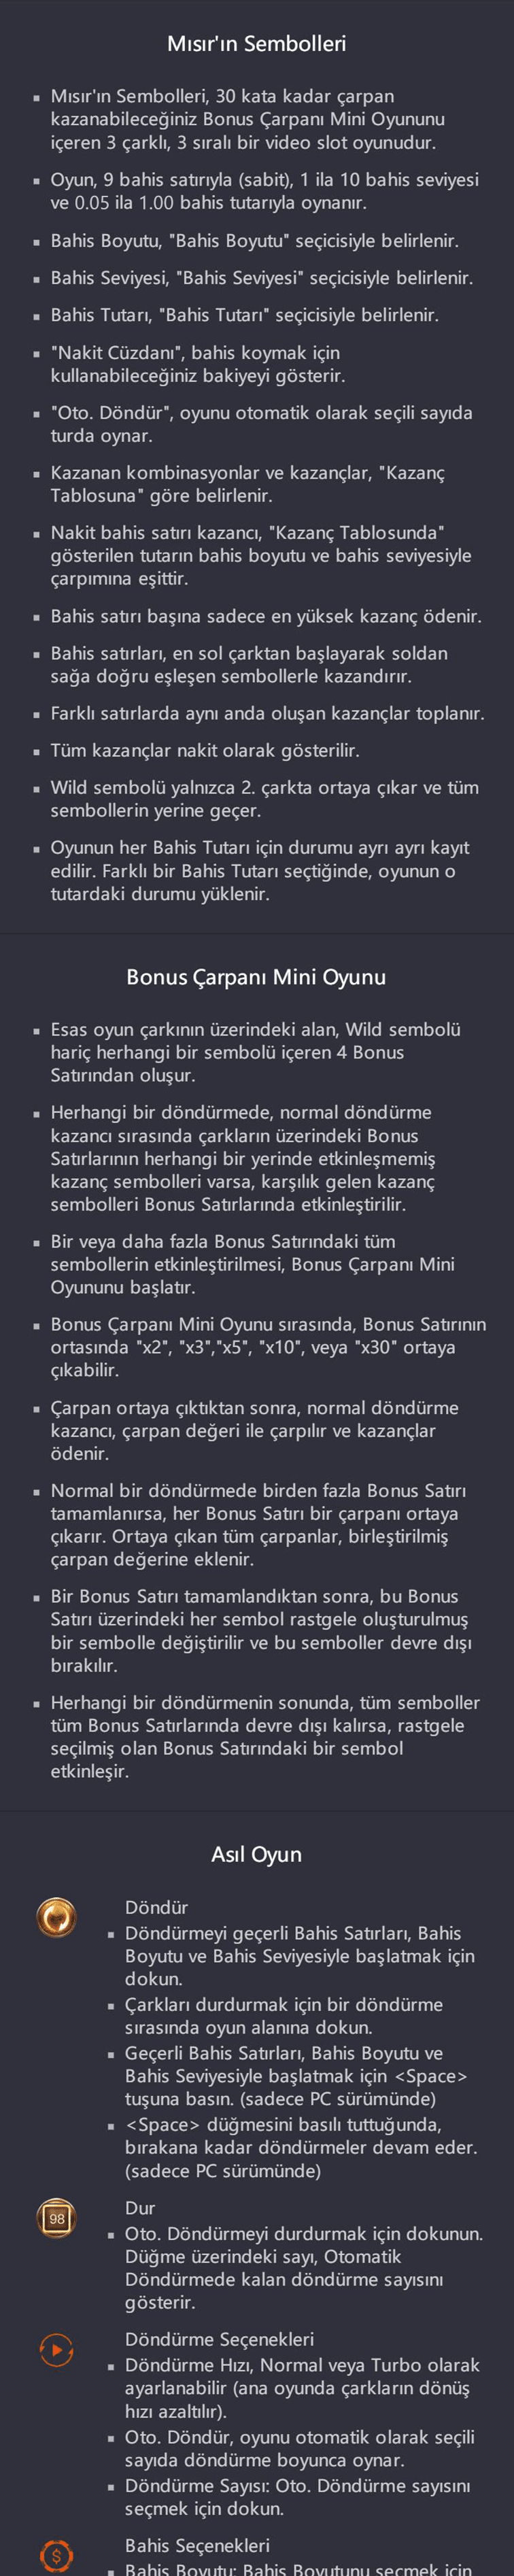 Mısır'ın Sembolleri
▪ Mısır'ın Sembolleri, 30 kata kadar çarpan
kazanabileceğiniz Bonus Çarpanı Mini Oyununu
içeren 3 çarklı, 3 sıralı bir video slot oyunudur.
▪ Oyun, 9 bahis satırıyla (sabit), 1 ila 10 bahis seviyesi
ve 0.05 ila 1.00 bahis tutarıyla oynanır.
▪ Bahis Boyutu, "Bahis Boyutu" seçicisiyle belirlenir.
▪ Bahis Seviyesi, "Bahis Seviyesi" seçicisiyle belirlenir.
▪ Bahis Tutarı, "Bahis Tutarı" seçicisiyle belirlenir.
▪ "Nakit Cüzdanı", bahis koymak için
kullanabileceğiniz bakiyeyi gösterir.
▪ "Oto. Döndür", oyunu otomatik olarak seçili sayıda
turda oynar.
▪ Kazanan kombinasyonlar ve kazançlar, "Kazanç
Tablosuna" göre belirlenir.
▪ Nakit bahis satırı kazancı, "Kazanç Tablosunda"
gösterilen tutarın bahis boyutu ve bahis seviyesiyle
çarpımına eşittir.
▪ Bahis satırı başına sadece en yüksek kazanç ödenir.
▪ Bahis satırları, en sol çarktan başlayarak soldan
sağa doğru eşleşen sembollerle kazandırır.
▪ Farklı satırlarda aynı anda oluşan kazançlar toplanır.
▪ Tüm kazançlar nakit olarak gösterilir.
▪ Wild sembolü yalnızca 2. çarkta ortaya çıkar ve tüm
sembollerin yerine geçer.
▪ Oyunun her Bahis Tutarı için durumu ayrı ayrı kayıt
edilir. Farklı bir Bahis Tutarı seçtiğinde, oyunun o
tutardaki durumu yüklenir.
Bonus Çarpanı Mini Oyunu
▪ Esas oyun çarkının üzerindeki alan, Wild sembolü
hariç herhangi bir sembolü içeren 4 Bonus
Satırından oluşur.
▪ Herhangi bir döndürmede, normal döndürme
kazancı sırasında çarkların üzerindeki Bonus
Satırlarının herhangi bir yerinde etkinleşmemiş
kazanç sembolleri varsa, karşılık gelen kazanç
sembolleri Bonus Satırlarında etkinleştirilir.
▪ Bir veya daha fazla Bonus Satırındaki tüm
sembollerin etkinleştirilmesi, Bonus Çarpanı Mini
Oyununu başlatır.
▪ Bonus Çarpanı Mini Oyunu sırasında, Bonus Satırının
ortasında "x2", "x3","x5", "x10", veya "x30" ortaya
çıkabilir.
▪ Çarpan ortaya çıktıktan sonra, normal döndürme
kazancı, çarpan değeri ile çarpılır ve kazançlar
ödenir.
▪ Normal bir döndürmede birden fazla Bonus Satırı
tamamlanırsa, her Bonus Satırı bir çarpanı ortaya
çıkarır. Ortaya çıkan tüm çarpanlar, birleştirilmiş
çarpan değerine eklenir.
▪ Bir Bonus Satırı tamamlandıktan sonra, bu Bonus
Satırı üzerindeki her sembol rastgele oluşturulmuş
bir sembolle değiştirilir ve bu semboller devre dışı
bırakılır.
▪ Herhangi bir döndürmenin sonunda, tüm semboller
tüm Bonus Satırlarında devre dışı kalırsa, rastgele
seçilmiş olan Bonus Satırındaki bir sembol
etkinleşir.
Asıl Oyun
Döndür
▪ Döndürmeyi geçerli Bahis Satırları, Bahis
Boyutu ve Bahis Seviyesiyle başlatmak için
dokun.
▪ Çarkları durdurmak için bir döndürme
sırasında oyun alanına dokun.
▪ Geçerli Bahis Satırları, Bahis Boyutu ve
Bahis Seviyesiyle başlatmak için <Space>
tuşuna basın. (sadece PC sürümünde)
▪ <Space> düğmesini basılı tuttuğunda,
bırakana kadar döndürmeler devam eder.
(sadece PC sürümünde)
98
Dur
▪ Oto. Döndürmeyi durdurmak için dokunun.
Düğme üzerindeki sayı, Otomatik
Döndürmede kalan döndürme sayısını
gösterir.
Döndürme Seçenekleri
▪ Döndürme Hızı, Normal veya Turbo olarak
ayarlanabilir (ana oyunda çarkların dönüş
hızı azaltılır).
▪ Oto. Döndür, oyunu otomatik olarak seçili
sayıda döndürme boyunca oynar.
▪ Döndürme Sayısı: Oto. Döndürme sayısını
seçmek için dokun.
$
Bahis Seçenekleri
▪ Bahis Boyutu: Bahis Boyutunu seçmek için